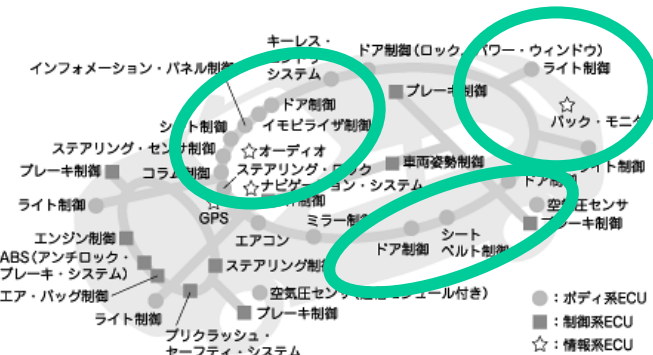 キーレス・
エントリ
システム
ドア制御(ロック、パワー・ウィンドウ)
ライト制御
インフォメーション・パネル制御
ブレーキ制御
ドア制御
イモビライザ制御
シート制御
バック・モニタ
ステアリング・センサ制御
オーディオ
ブレーキ制御
コラム制御
ステアリング・ロック
車両姿勢制御
ライト制御
ナビゲーション・システム
ドア制御
ライト制御
GPS
空気圧センサ
ブレーキ制御
ミラー制御
エンジン制御
エアコン
ドア制御
シート
ベルト制御
ABS(アンチロック・
ブレーキ・システム)
ステアリング制御
エア・バッグ制御
空気圧センサ
モジュール付き)
ブレーキ制御
ライト制御
プリクラッシュ・
セーフティ・システム
:ボディ系ECU
:制御系ECU
:情報系ECU